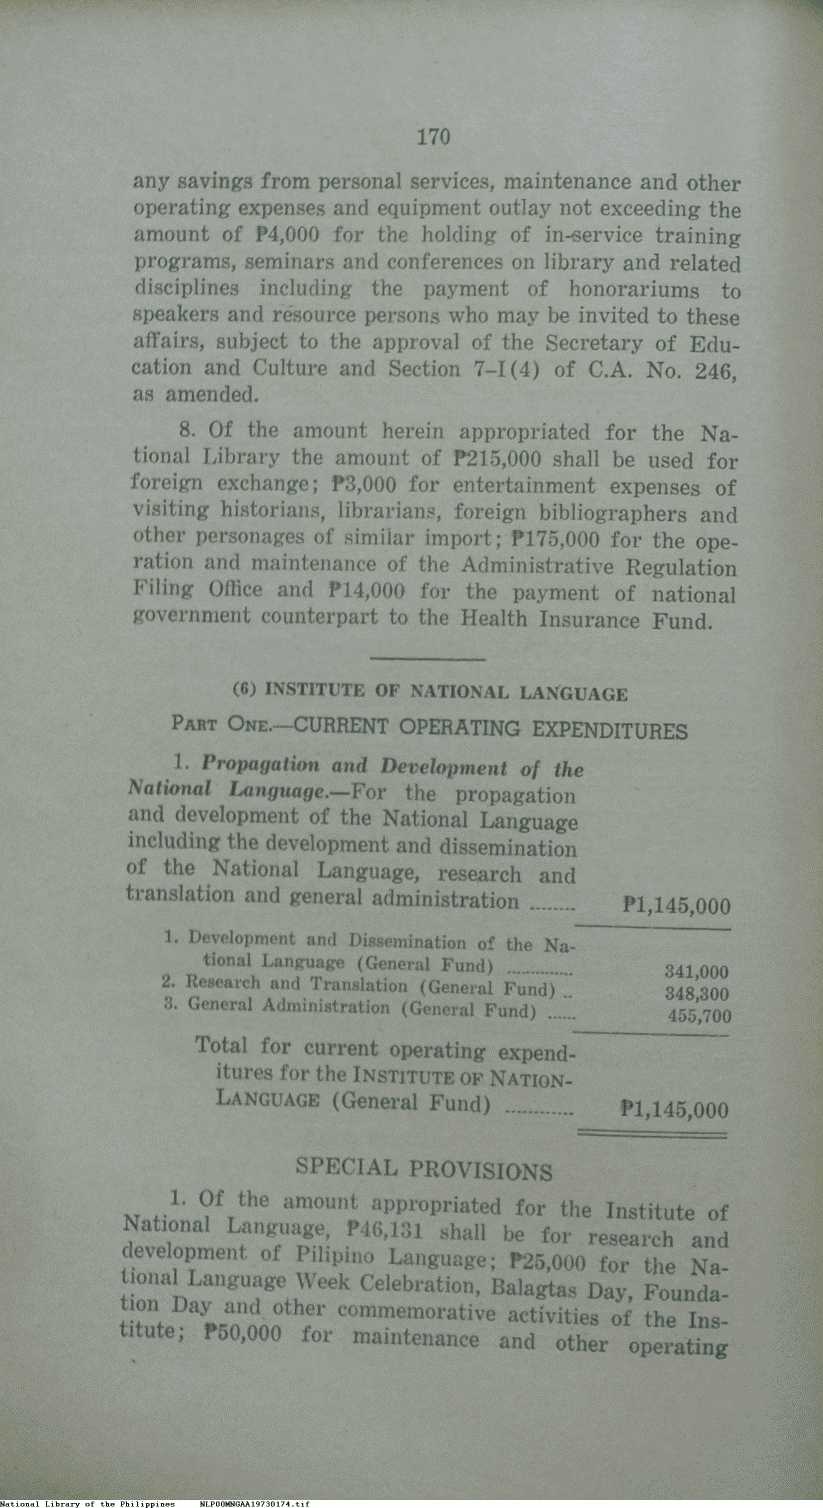 170
any savings from personal services, maintenance and other
operating expenses and equipment outlay not exceeding the
amount of ₱4,000 for the holding of in-service training
programs, seminars and conferences on library and related
disciplines including the payment of honorariums to
speakers and resource persons who may be invited to these
affairs, subject to the approval of the Secretary of Edu-
cation and Culture and Section 7–I(4) of C.A. No. 246,
as amended.
8. Of the amount herein appropriated for the Na-
tional Library the amount of ₱215,000 shall be used for
foreign exchange; ₱3,000 for entertainment expenses of
visiting historians, librarians, foreign bibliographers and
other personages of similar import; ₱175,000 for the ope-
ration and maintenance of the Administrative Regulation
Filing Office and ₱14,000 for the payment of national
government counterpart to the Health Insurance Fund.
(6) INSTITUTE OF NATIONAL LANGUAGE
PART ONE.—CURRENT OPERATING EXPENDITURES
1. Propagation and Development of the
National Language.—For the propagation
and development of the National Language
including the development and dissemination
of the National Language, research and
translation and general administration ........ ₱1,145,000
1. Development and Dissemination of the Na-
tional Language (General Fund) .............. 341,000
2. Research and Translation (General Fund) .. 348,300
3. General Administration (General Fund) ...... 455,700
Total for current operating expend-
itures for the INSTITUTE OF NATION-
LANGUAGE (General Fund) ............ ₱1,145,000
SPECIAL PROVISIONS
1. Of the amount appropriated for the Institute of
National Language, ₱46,131 shall be for research and
development of Pilipino Language; ₱25,000 for the Na-
tional Language Week Celebration, Balagtas Day, Founda-
tion Day and other commemorative activities of the Ins-
titute; ₱50,000 for maintenance and other operating
National Library of the Philippines NLP00MNGAA19730174.tif